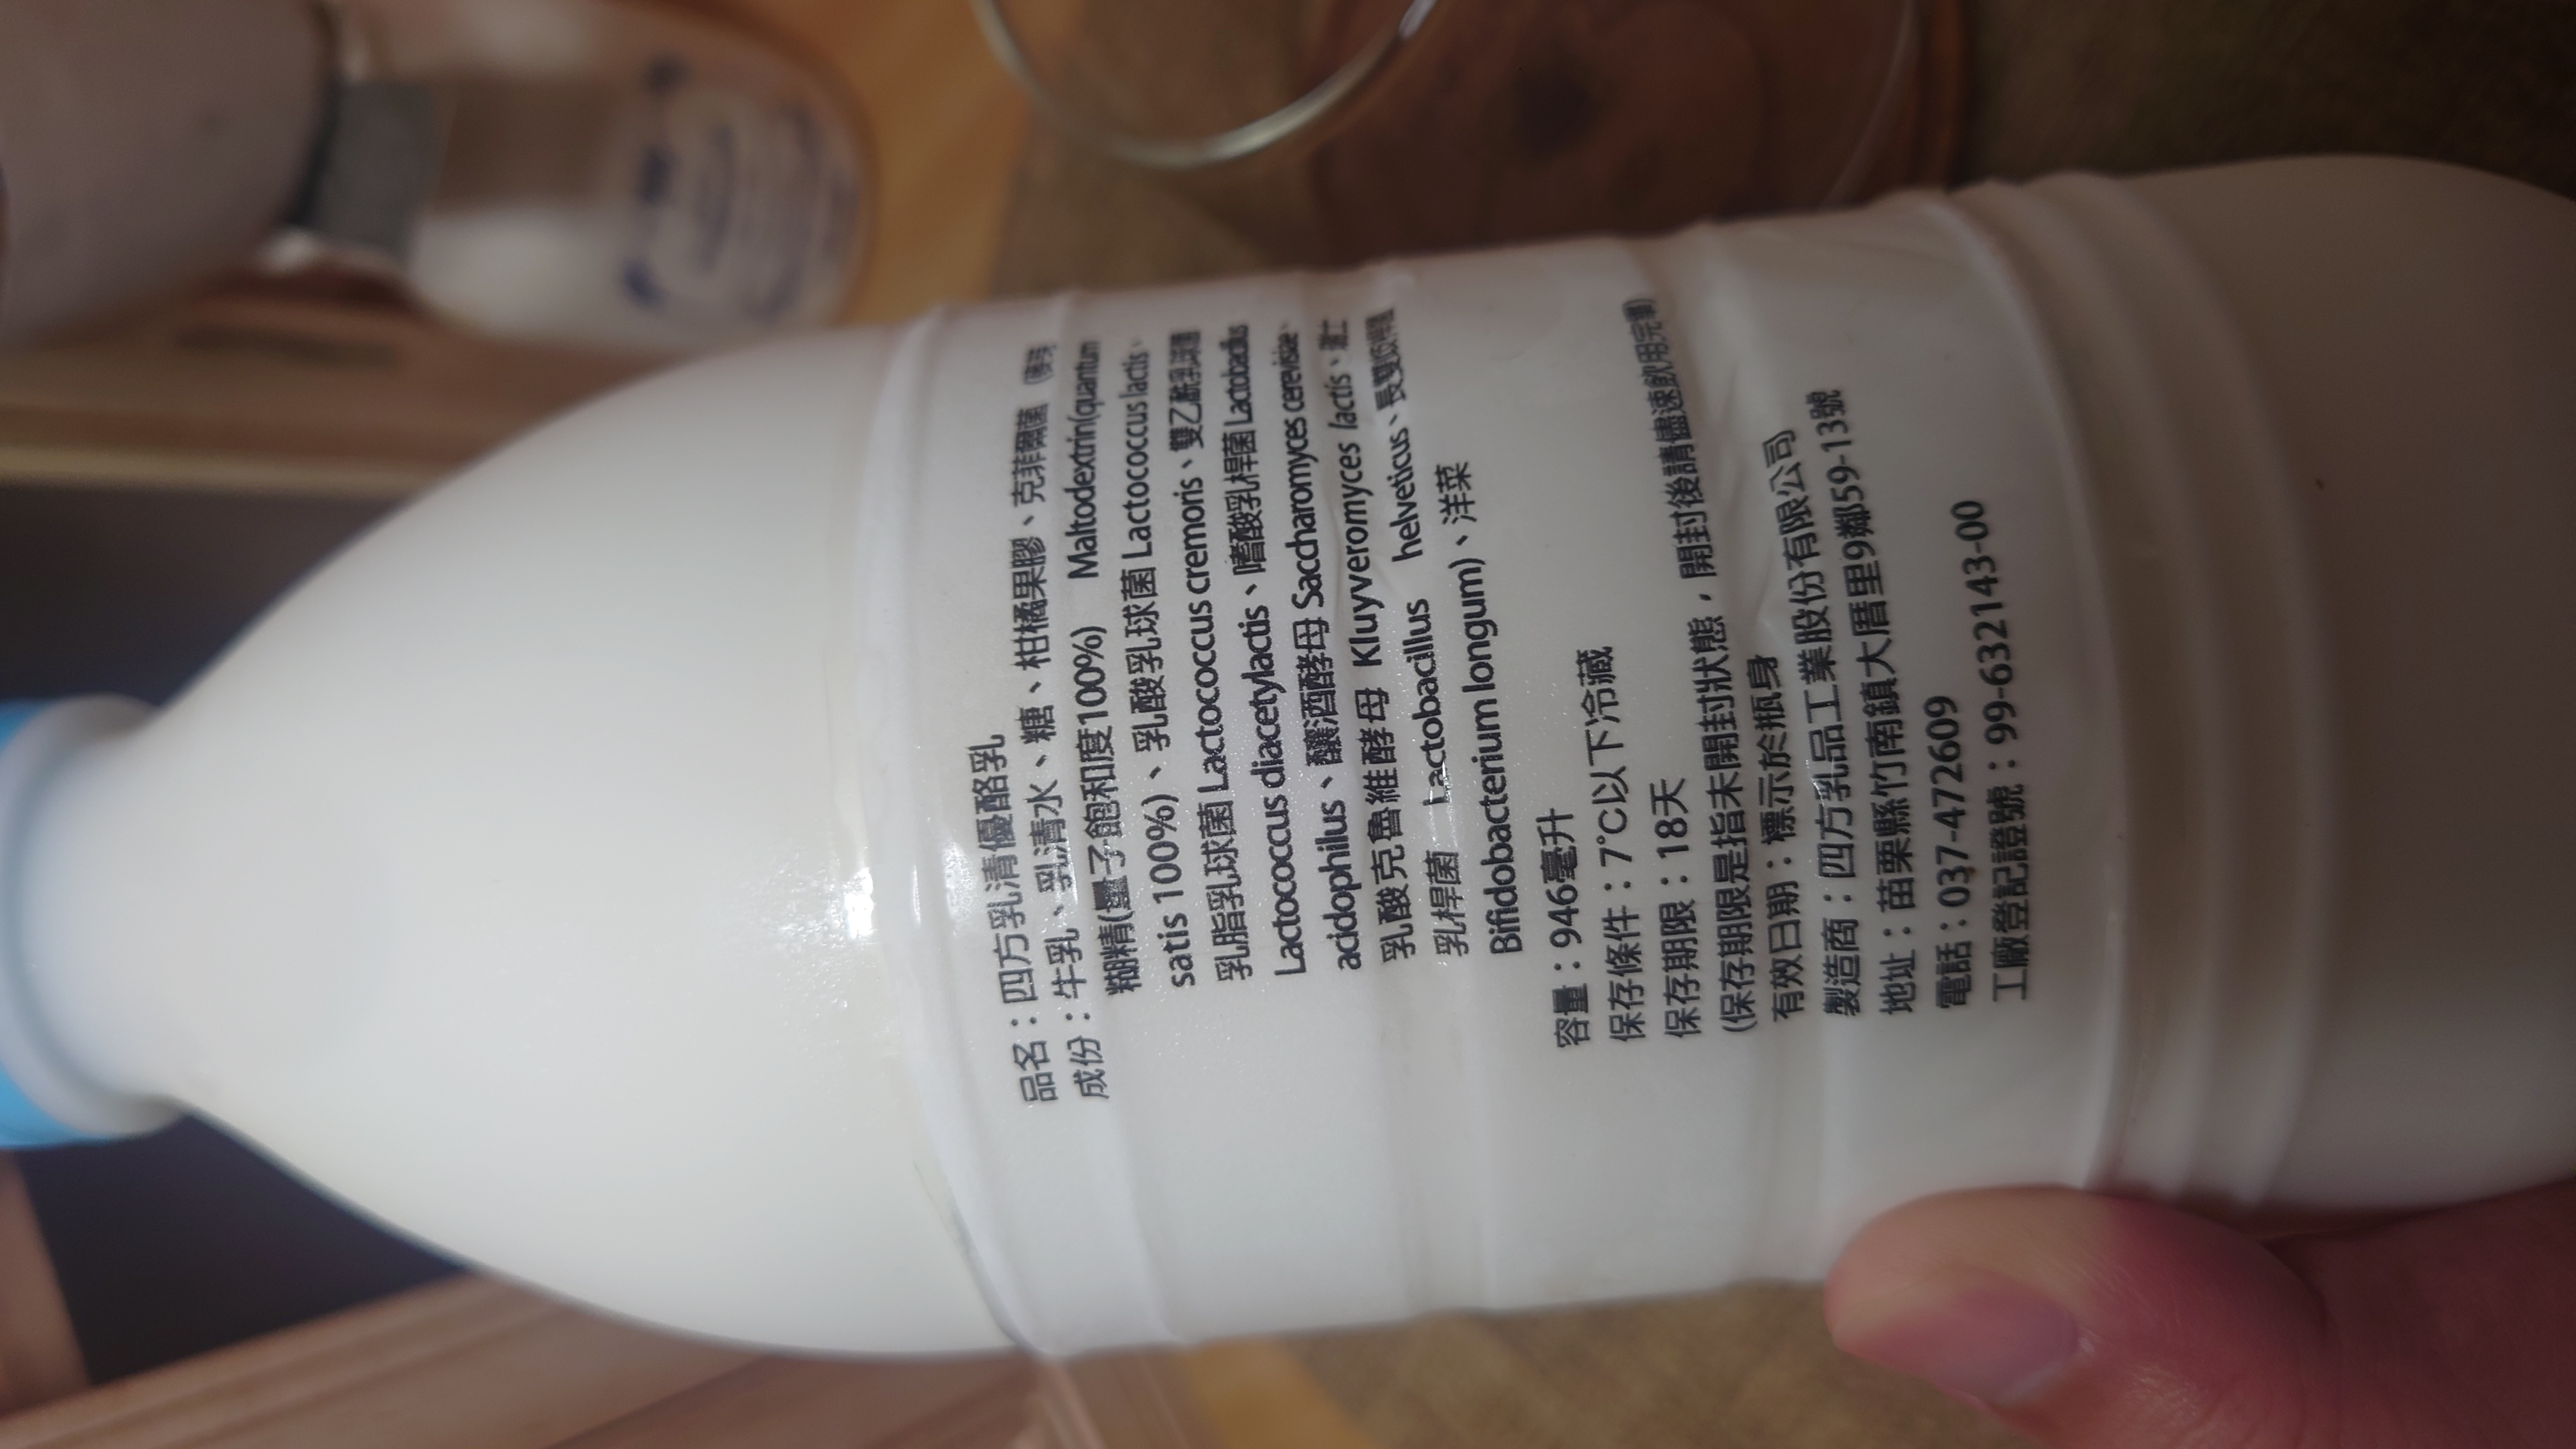 品名：四方乳清優酪乳
成份：牛乳、乳清水、糖、柑橘果膠、克菲爾菌（麥芽
糊精(量子飽和度100%) Maltodextrin(quantum
satis 100%)、乳酸乳球菌 Lactococcus lactis、
乳脂乳球菌 Lactococcus cremoris、雙乙醯乳球菌
Lactococcus diacetylactis、嗜酸乳桿菌 Lactobacillus
acidophilus、釀酒酵母 Saccharomyces cerevisiae、
乳酸克魯維酵母 Kluyveromyces lactis、瑞士
乳桿菌 Lactobacillus helveticus、長雙歧桿菌
Bifidobacterium longum)、洋菜
容量：946毫升
保存條件：7°C以下冷藏
保存期限：18天
(保存期限是指未開封狀態，開封後請儘速飲用完畢)
有效日期：標示於瓶身
製造商：四方乳品工業股份有限公司
地址：苗栗縣竹南鎮大厝里9鄰59-13號
電話：037-472609
工廠登記證號：99-632143-00